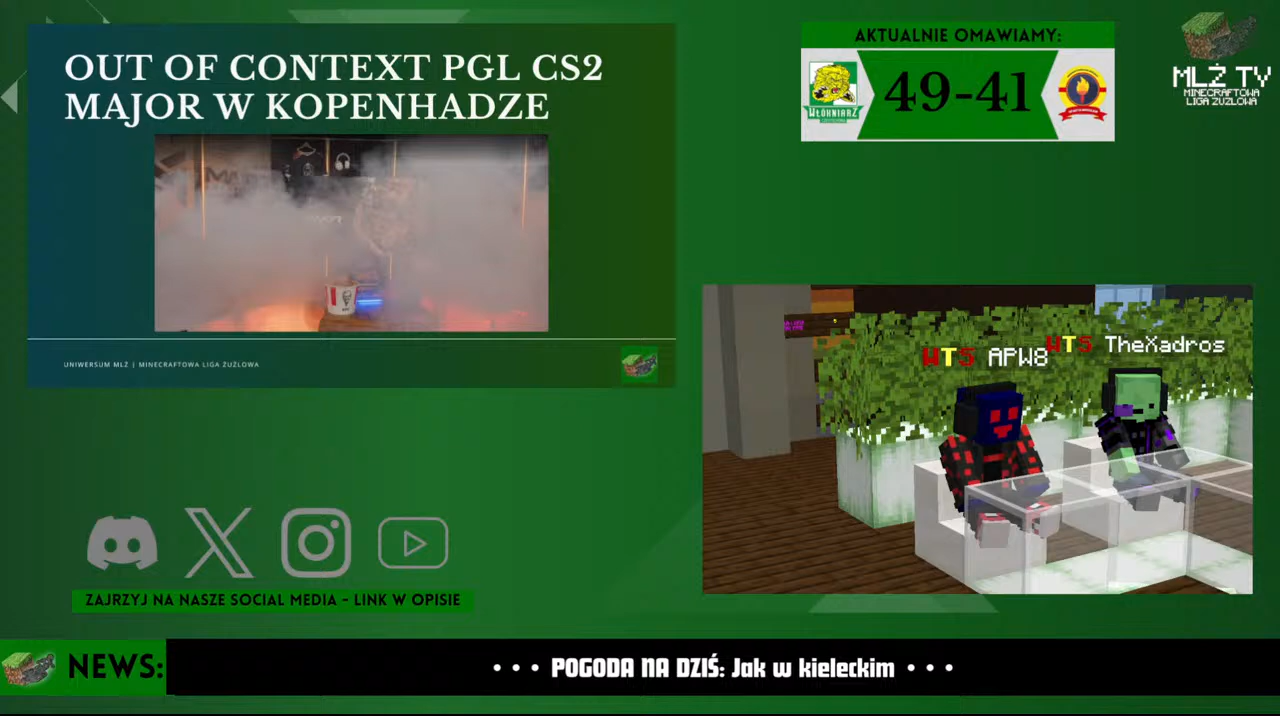 OUT OF CONTEXT PGL CS2
MAJOR W KOPENHADZE
KFC
UNIWERSUM MLŻ | MINECRAFTOWA LIGA ŻUŻLOWA
AKTUALNIE OMAWIAMY:
WŁÓKNIARZ
49-41
MLŻ TV
MINECRAFTOWA
LIGA ŻUŻLOWA
WTS APW8
WTS TheXadros
ZAJRZYJ NA NASZE SOCIAL MEDIA - LINK W OPISIE
NEWS:
• • • POGODA NA DZIŚ: Jak w kieleckim • • •